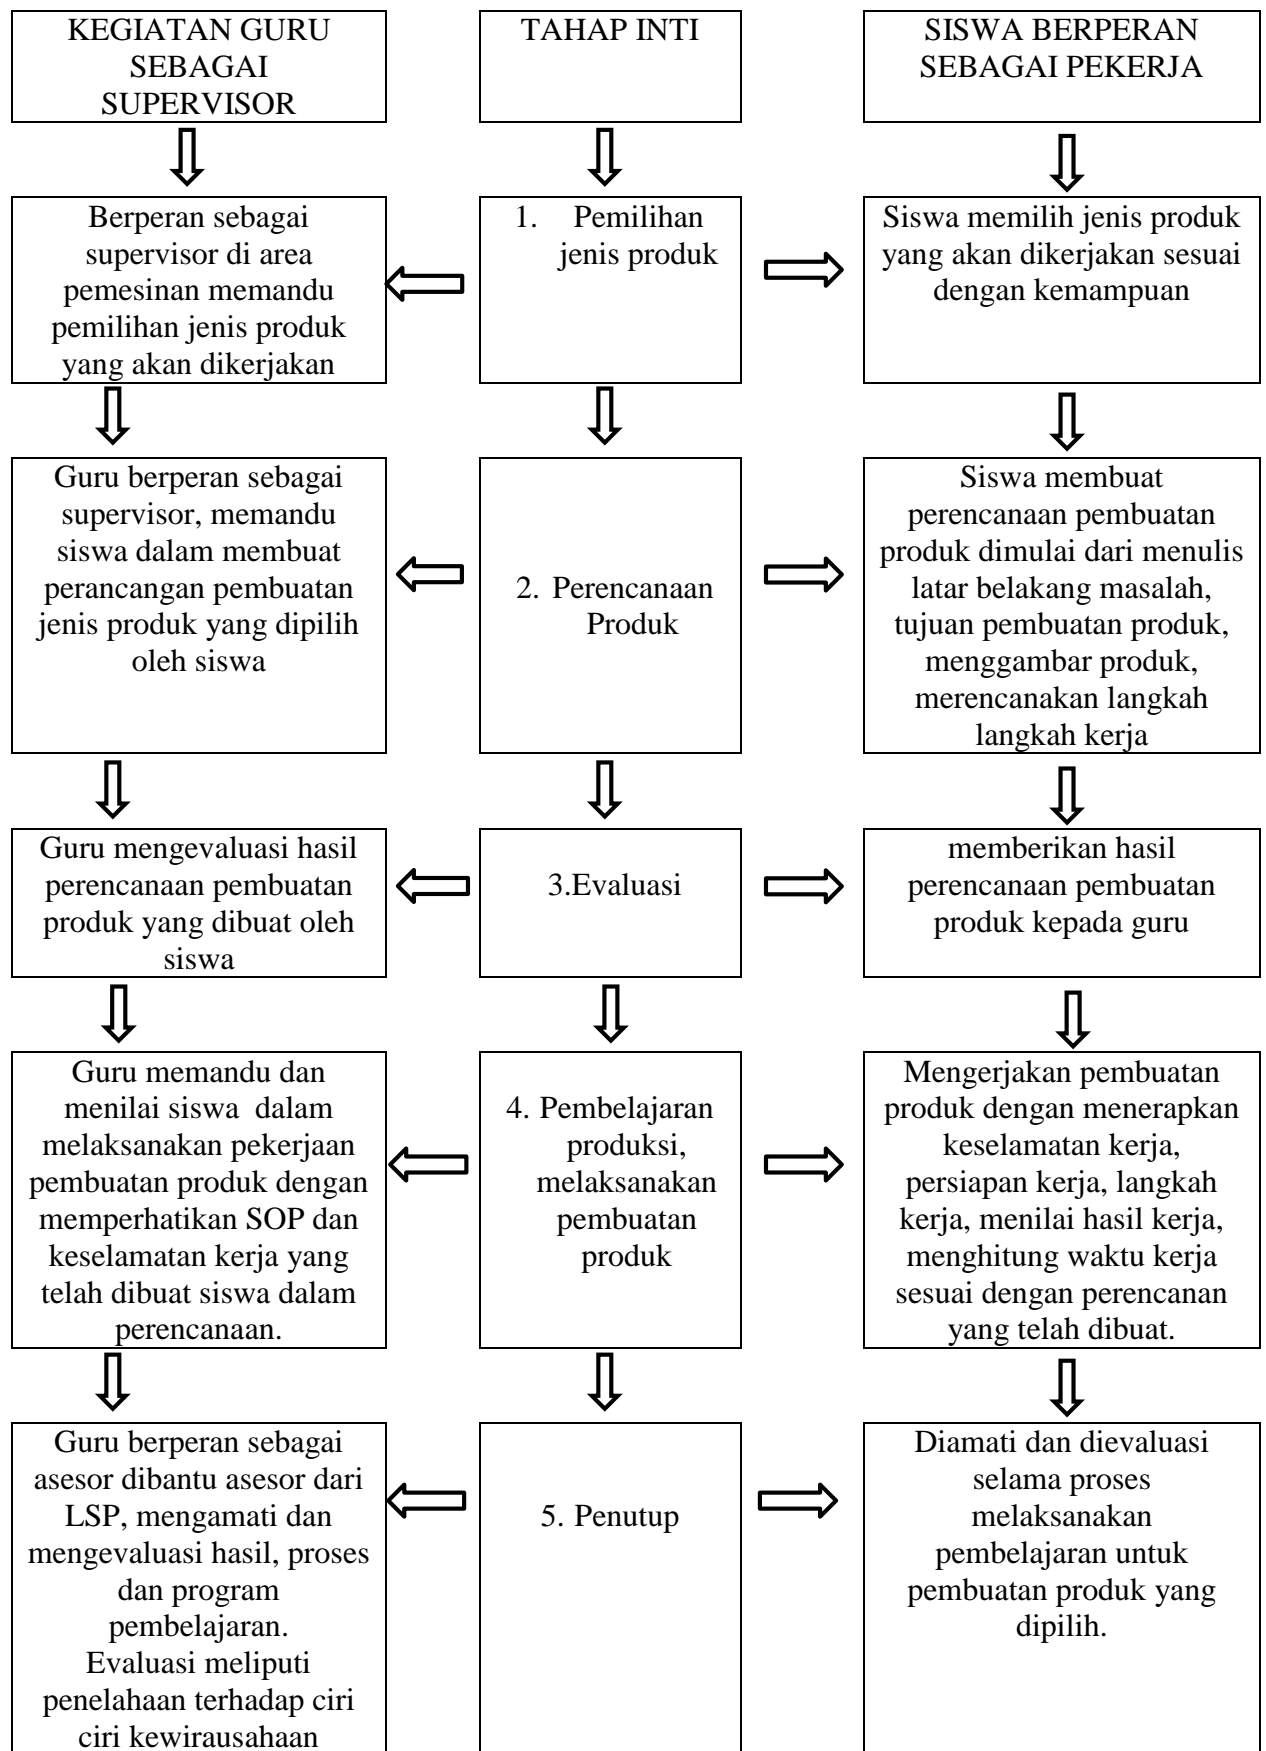 KEGIATAN GURU
SEBAGAI
SUPERVISOR
TAHAP INTI
SISWA BERPERAN
SEBAGAI PEKERJA
Berperan sebagai
supervisor di area
pemesinan memandu
pemilihan jenis produk
yang akan dikerjakan
1. Pemilihan
jenis produk
Siswa memilih jenis produk
yang akan dikerjakan sesuai
dengan kemampuan
Guru berperan sebagai
supervisor, memandu
siswa dalam membuat
perancangan pembuatan
jenis produk yang dipilih
oleh siswa
2. Perencanaan
Produk
Siswa membuat
perencanaan pembuatan
produk dimulai dari menulis
latar belakang masalah,
tujuan pembuatan produk,
menggambar produk,
merencanakan langkah
langkah kerja
Guru mengevaluasi hasil
perencanaan pembuatan
produk yang dibuat oleh
siswa
3.Evaluasi
memberikan hasil
perencanaan pembuatan
produk kepada guru
Guru memandu dan
menilai siswa dalam
melaksanakan pekerjaan
pembuatan produk dengan
memperhatikan SOP dan
keselamatan kerja yang
telah dibuat siswa dalam
perencanaan.
4. Pembelajaran
produksi,
melaksanakan
pembuatan
produk
Mengerjakan pembuatan
produk dengan menerapkan
keselamatan kerja,
persiapan kerja, langkah
kerja, menilai hasil kerja,
menghitung waktu kerja
sesuai dengan perencanan
yang telah dibuat.
Guru berperan sebagai
asesor dibantu asesor dari
LSP, mengamati dan
mengevaluasi hasil, proses
dan program
pembelajaran.
Evaluasi meliputi
penelahaan terhadap ciri
ciri kewirausahaan
5. Penutup
Diamati dan dievaluasi
selama proses
melaksanakan
pembelajaran untuk
pembuatan produk yang
dipilih.